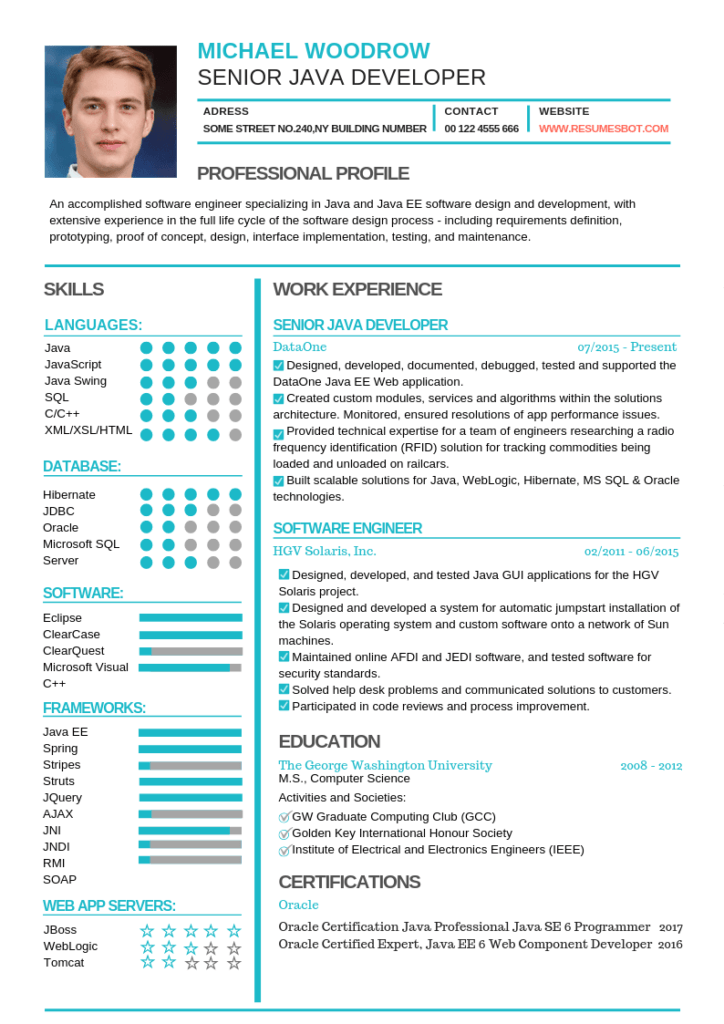 MICHAEL WOODROW
SENIOR JAVA DEVELOPER
ADRESS
SOME STREET NO.240,NY BUILDING NUMBER
CONTACT
00 122 4555 666
WEBSITE
WWW.RESUMESBOT.COM
PROFESSIONAL PROFILE
An accomplished software engineer specializing in Java and Java EE software design and development, with
extensive experience in the full life cycle of the software design process - including requirements definition,
prototyping, proof of concept, design, interface implementation, testing, and maintenance.
SKILLS
LANGUAGES:
Java
JavaScript
Java Swing
SQL
C/C++
XML/XSL/HTML
DATABASE:
Hibernate
JDBC
Oracle
Microsoft SQL
Server
SOFTWARE:
Eclipse
ClearCase
ClearQuest
Microsoft Visual
C++
FRAMEWORKS:
Java EE
Spring
Stripes
Struts
JQuery
AJAX
JNI
JNDI
RMI
SOAP
WEB APP SERVERS:
JBoss
WebLogic
Tomcat
WORK EXPERIENCE
SENIOR JAVA DEVELOPER
DataOne 07/2015 - Present
Designed, developed, documented, debugged, tested and supported the
DataOne Java EE Web application.
Created custom modules, services and algorithms within the solutions
architecture. Monitored, ensured resolutions of app performance issues.
Provided technical expertise for a team of engineers researching a radio
frequency identification (RFID) solution for tracking commodities being
loaded and unloaded on railcars.
Built scalable solutions for Java, WebLogic, Hibernate, MS SQL & Oracle
technologies.
SOFTWARE ENGINEER
HGV Solaris, Inc. 02/2011 - 06/2015
Designed, developed, and tested Java GUI applications for the HGV
Solaris project.
Designed and developed a system for automatic jumpstart installation of
the Solaris operating system and custom software onto a network of Sun
machines.
Maintained online AFDI and JEDI software, and tested software for
security standards.
Solved help desk problems and communicated solutions to customers.
Participated in code reviews and process improvement.
EDUCATION
The George Washington University 2008 - 2012
M.S., Computer Science
Activities and Societies:
GW Graduate Computing Club (GCC)
Golden Key International Honour Society
Institute of Electrical and Electronics Engineers (IEEE)
CERTIFICATIONS
Oracle
Oracle Certification Java Professional Java SE 6 Programmer 2017
Oracle Certified Expert, Java EE 6 Web Component Developer 2016